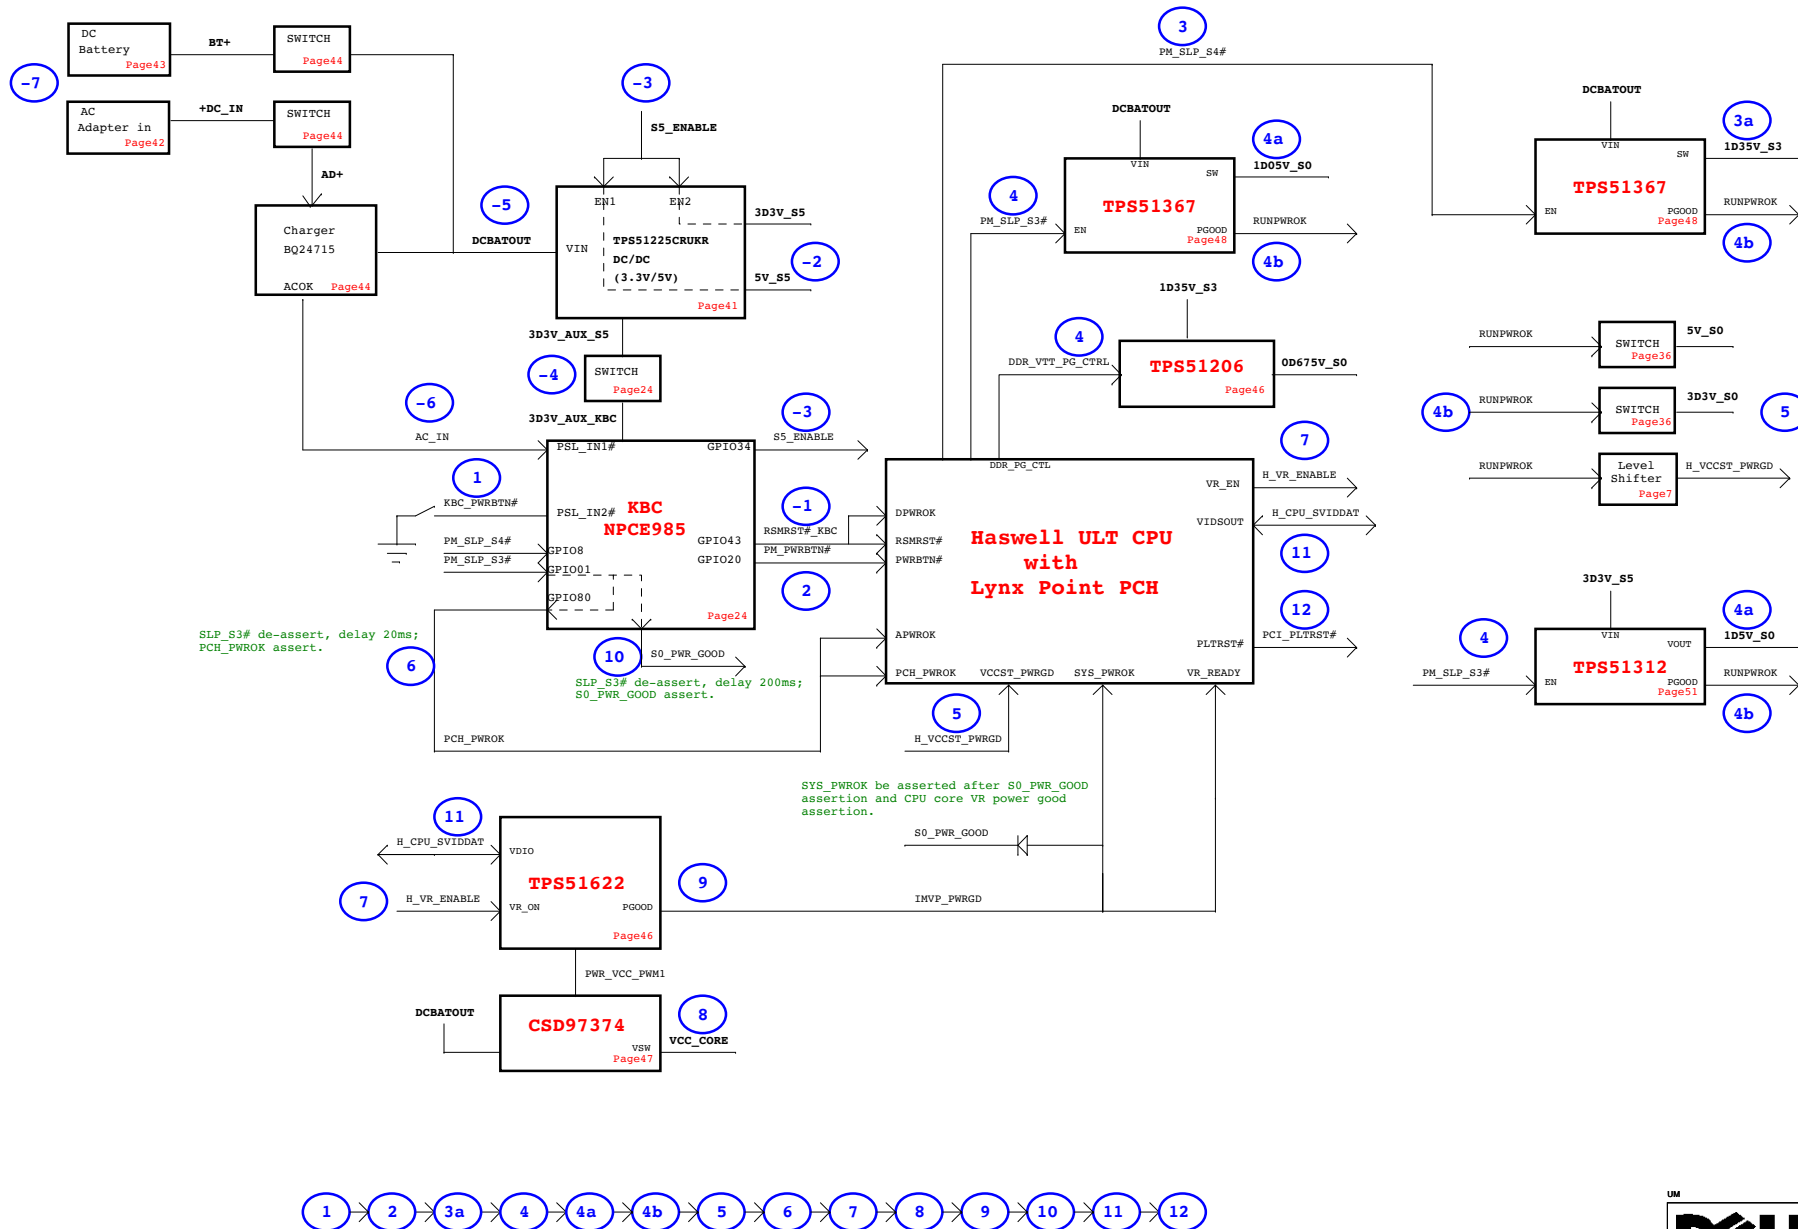 DC
Battery
Page43
BT+
SWITCH
Page44
-7
AC
Adapter in
Page42
+DC_IN
SWITCH
Page44
AD+
Charger
BQ24715
ACOK
Page44
-3
S5_ENABLE
-5
DCBATOUT
EN1
EN2
VIN
TPS51225CRUKR
DC/DC
(3.3V/5V)
Page41
3D3V_S5
-2
5V_S5
3D3V_AUX_S5
-4
SWITCH
Page24
3D3V_AUX_KBC
-6
AC_IN
1
KBC_PWRBTN#
PM_SLP_S4#
PM_SLP_S3#
PSL_IN1#
GPIO34
PSL_IN2#
KBC
NPCE985
GPIO43
GPIO20
GPIO8
GPIO01
GPIO80
Page24
-3
S5_ENABLE
-1
RSMRST#_KBC
PM_PWRBTN#
2
SLP_S3# de-assert, delay 20ms;
PCH_PWROK assert.
6
10
S0_PWR_GOOD
SLP_S3# de-assert, delay 200ms;
S0_PWR_GOOD assert.
PCH_PWROK
3
PM_SLP_S4#
DCBATOUT
4
PM_SLP_S3#
VIN
SW
TPS51367
EN
PGOOD
Page48
4a
1D05V_S0
RUNPWROK
4b
1D35V_S3
4
DDR_VTT_PG_CTRL
TPS51206
Page46
0D675V_S0
DDR_PG_CTL
DPWROK
RSMRST#
PWRBTN#
APWROK
PCH_PWROK
VCCST_PWRGD
SYS_PWROK
VR_READY
VR_EN
VIDSOUT
PLTRST#
Haswell ULT CPU
with
Lynx Point PCH
7
H_VR_ENABLE
H_CPU_SVIDDAT
11
12
PCI_PLTRST#
5
H_VCCST_PWRGD
SYS_PWROK be asserted after S0_PWR_GOOD
assertion and CPU core VR power good
assertion.
S0_PWR_GOOD
IMVP_PWRGD
DCBATOUT
VIN
SW
TPS51367
EN
PGOOD
Page48
3a
1D35V_S3
RUNPWROK
4b
RUNPWROK
SWITCH
Page36
5V_S0
4b
RUNPWROK
SWITCH
Page36
3D3V_S0
5
RUNPWROK
Level
Shifter
Page7
H_VCCST_PWRGD
3D3V_S5
4
PM_SLP_S3#
VIN
VOUT
TPS51312
EN
PGOOD
Page51
4a
1D5V_S0
RUNPWROK
4b
11
H_CPU_SVIDDAT
7
H_VR_ENABLE
VDIO
TPS51622
VR_ON
PGOOD
Page46
9
PWR_VCC_PWM1
DCBATOUT
CSD97374
VSW
Page47
8
VCC_CORE
1 2 3a 4 4a 4b 5 6 7 8 9 10 11 12
UM